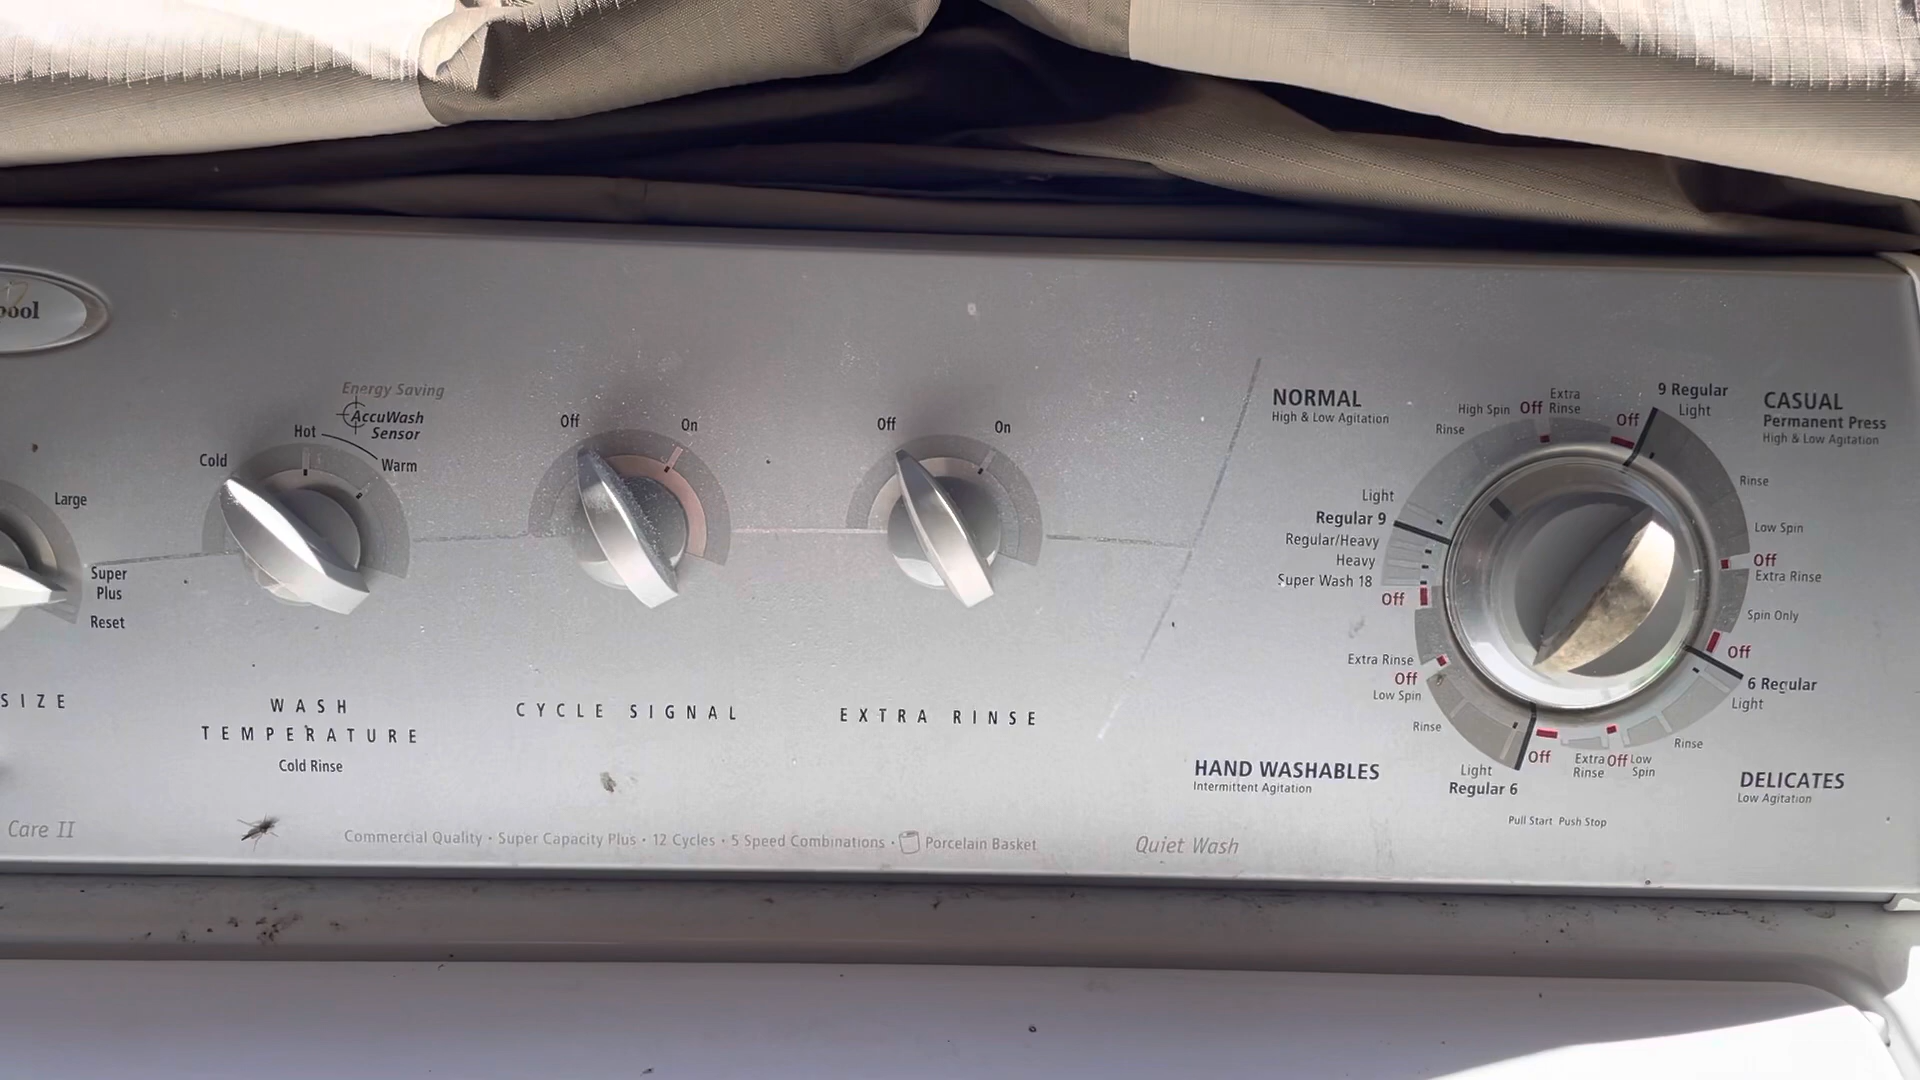 pool
Large
Super
Plus
Reset
SIZE
Care II
Energy Saving
AccuWash
Sensor
Cold
Hot
Warm
WASH
TEMPERATURE
Cold Rinse
Off
On
CYCLE SIGNAL
Off
On
EXTRA RINSE
Commercial Quality • Super Capacity Plus • 12 Cycles • 5 Speed Combinations • Porcelain Basket
Quiet Wash
NORMAL
High & Low Agitation
Light
Regular 9
Regular/Heavy
Heavy
Super Wash 18
Off
Rinse
High Spin
Off
Extra
Rinse
Off
9 Regular
Light
CASUAL
Permanent Press
High & Low Agitation
Rinse
Low Spin
Off
Extra Rinse
Spin Only
Off
6 Regular
Light
Rinse
Low
Spin
Off
Extra
Rinse
Off
DELICATES
Low Agitation
Extra Rinse
Off
Low Spin
Rinse
Light
Regular 6
HAND WASHABLES
Intermittent Agitation
Pull Start Push Stop